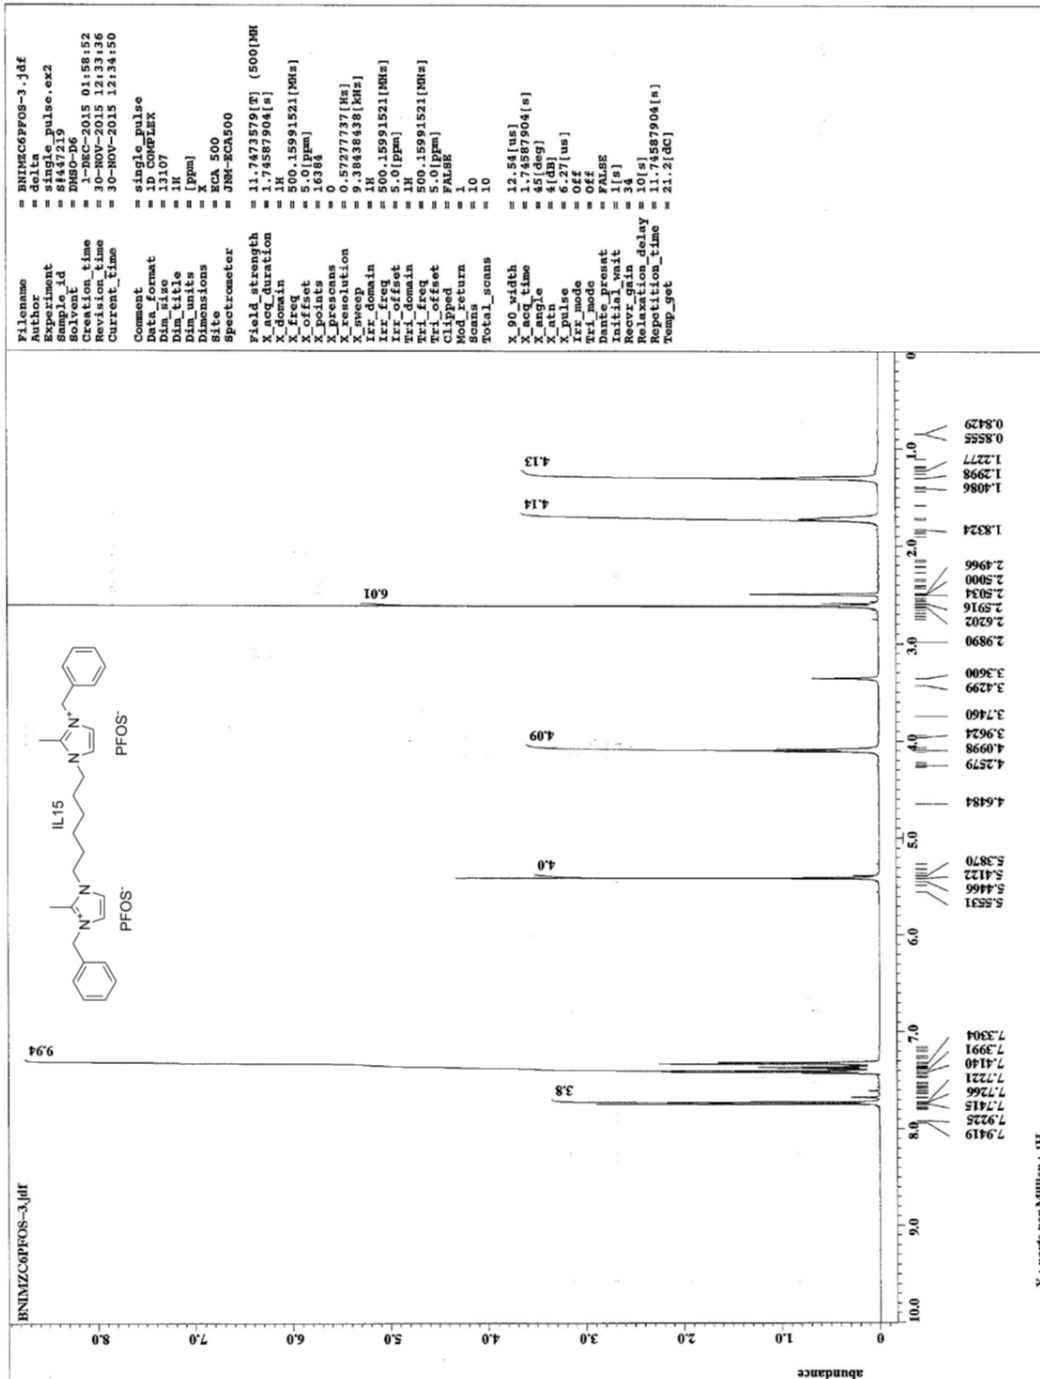 BNIMZC6PFOS-3.jdf
Filename = BNIMZC6PFOS-3.jdf
Author = delta
Experiment = single_pulse.ex2
Sample_id = S#447219
Solvent = DMSO-D6
Creation_time = 1-DEC-2015 01:58:52
Revision_time = 30-NOV-2015 12:33:36
Current_time = 30-NOV-2015 12:34:50
Comment = single_pulse
Data_format = 1D COMPLEX
Dim_size = 13107
Dim_title = 1H
Dim_units = [ppm]
Dimensions = X
Site = ECA 500
Spectrometer = JNM-ECA500
Field_strength = 11.7473579[T] (500[MH
X_acq_duration = 1.74587904[s]
X_domain = 1H
X_freq = 500.15991521[MHz]
X_offset = 5.0[ppm]
X_points = 16384
X_prescans = 0
X_resolution = 0.57277737[Hz]
X_sweep = 9.38438438[kHz]
Irr_domain = 1H
Irr_freq = 500.15991521[MHz]
Irr_offset = 5.0[ppm]
Tri_domain = 1H
Tri_freq = 500.15991521[MHz]
Tri_offset = 5.0[ppm]
Clipped = FALSE
Mod_return = 1
Scans = 10
Total_scans = 10
X_90_width = 12.54[us]
X_acq_time = 1.74587904[s]
X_angle = 45[deg]
X_atn = 4[dB]
X_pulse = 6.27[us]
Irr_mode = Off
Tri_mode = Off
Dante_presat = FALSE
Initial_wait = 1[s]
Recvr_gain = 34
Relaxation_delay = 10[s]
Repetition_time = 11.74587904[s]
Temp_get = 21.2[dC]
N+ N IL15 N N+
PFOS- PFOS-
9.94
3.8
4.0
4.09
6.01
4.14
4.13
abundance
8.0
7.0
6.0
5.0
4.0
3.0
2.0
1.0
0
10.0 9.0 8.0 7.0 6.0 5.0 4.0 3.0 2.0 1.0 0
7.9419
7.9225
7.7415
7.7266
7.7221
7.4140
7.3991
7.3304
5.5531
5.4466
5.4122
5.3870
4.6484
4.2579
4.0998
3.9624
3.7460
3.4299
3.3600
2.9890
2.6202
2.5916
2.5034
2.5000
2.4966
1.8324
1.4086
1.2998
1.2277
0.8555
0.8429